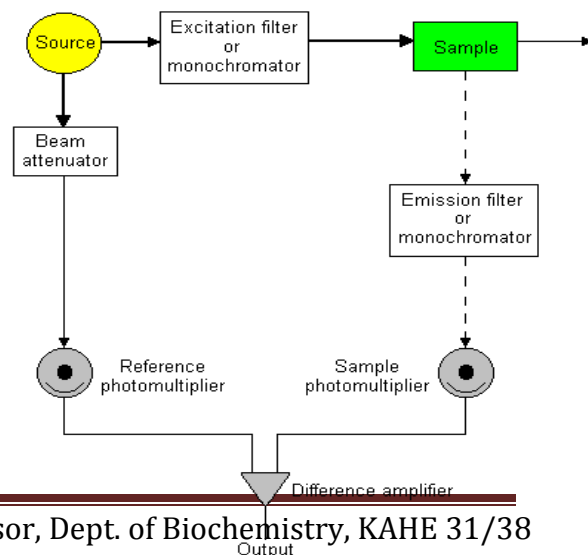 Source
Excitation filter
or
monochromator
Sample
Beam
attenuator
Emission filter
or
monochromator
Reference
photomultiplier
Sample
photomultiplier
Difference amplifier
sor, Dept. of Biochemistry, KAHE 31/38
Output